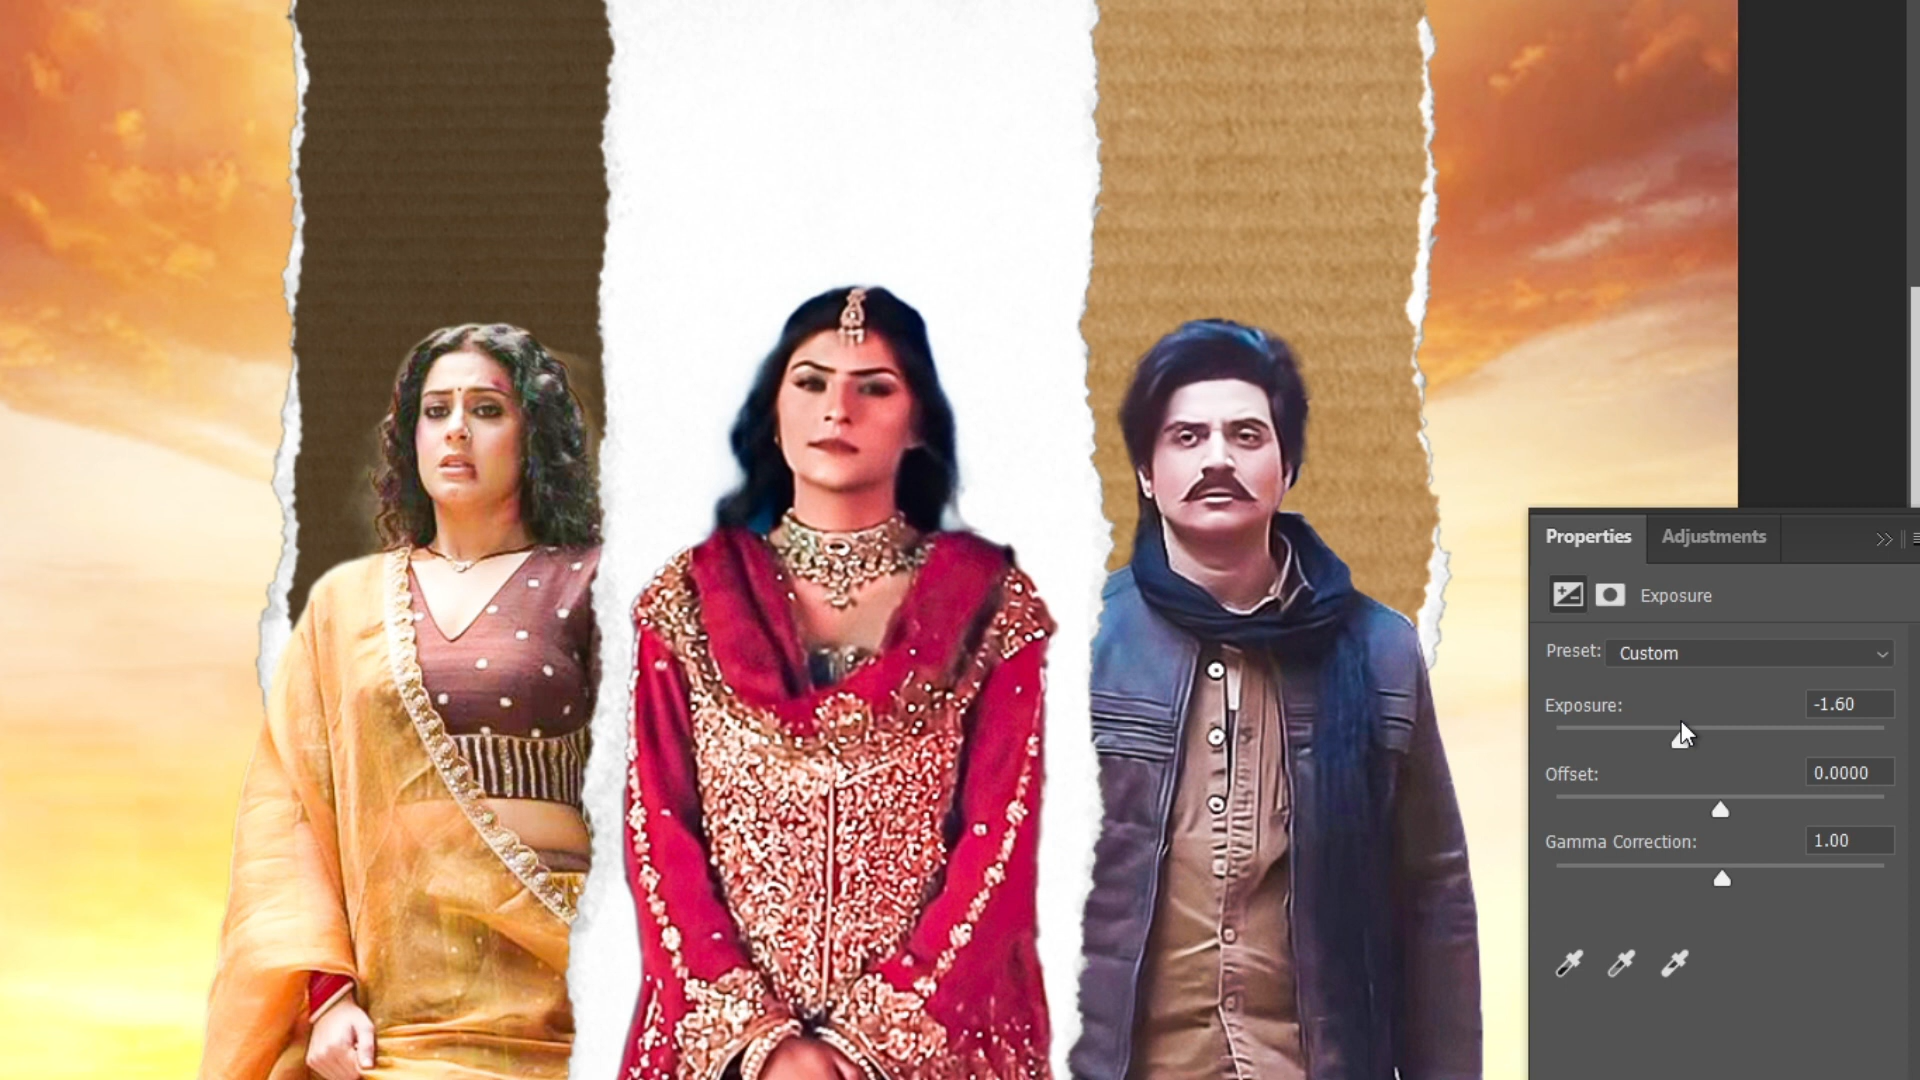 Properties
Adjustments
Exposure
Preset:
Custom
Exposure:
-1.60
Offset:
0.0000
Gamma Correction:
1.00